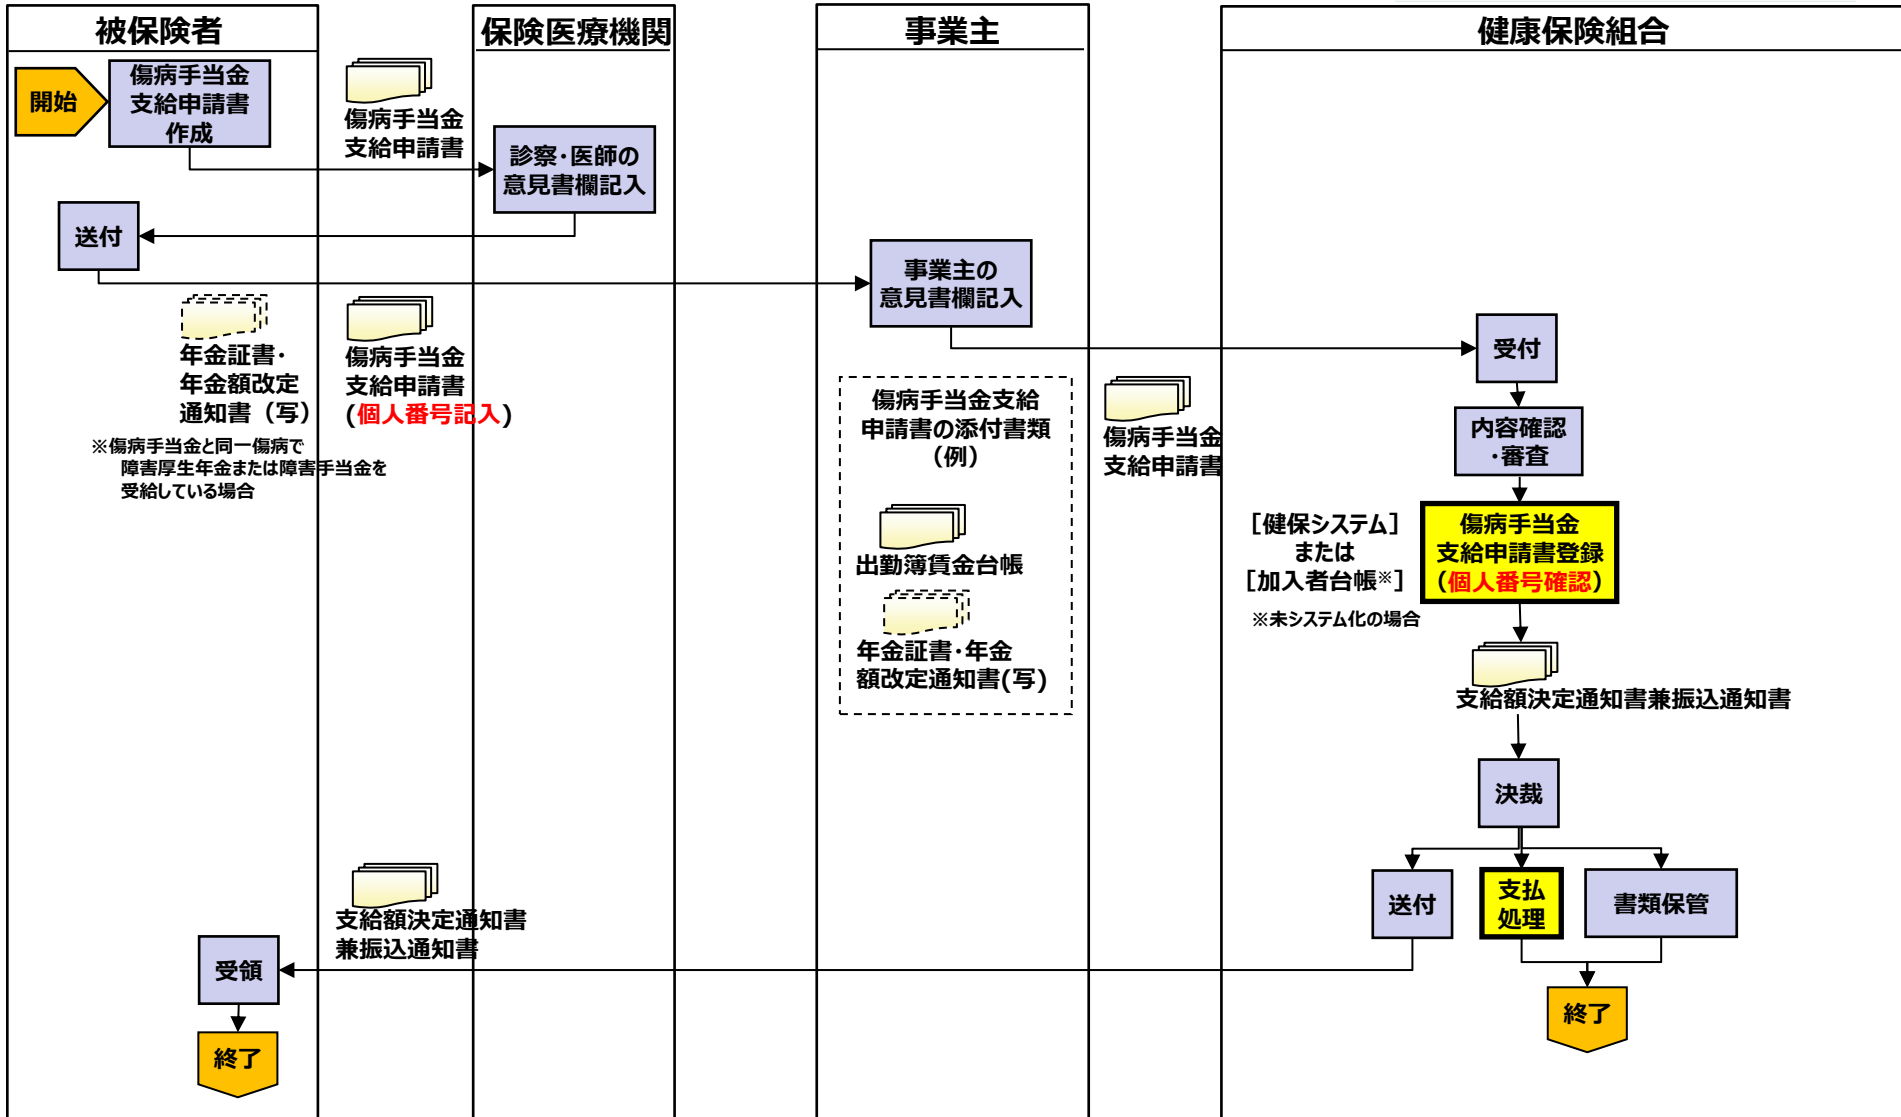 被保険者
保険医療機関
事業主
健康保険組合
開始
傷病手当金
支給申請書
作成
傷病手当金
支給申請書
診察・医師の
意見書欄記入
送付
事業主の
意見書欄記入
年金証書・
年金額改定
通知書（写）
※傷病手当金と同一傷病で
障害厚生年金または障害手当金を
受給している場合
傷病手当金
支給申請書
(個人番号記入)
傷病手当金支給
申請書の添付書類
（例）
出勤簿賃金台帳
年金証書・年金
額改定通知書(写)
傷病手当金
支給申請書
受付
内容確認
・審査
［健保システム］
または
［加入者台帳※］
※未システム化の場合
傷病手当金
支給申請書登録
（個人番号確認）
支給額決定通知書兼振込通知書
決裁
送付
支払
処理
書類保管
支給額決定通知書
兼振込通知書
受領
終了
終了